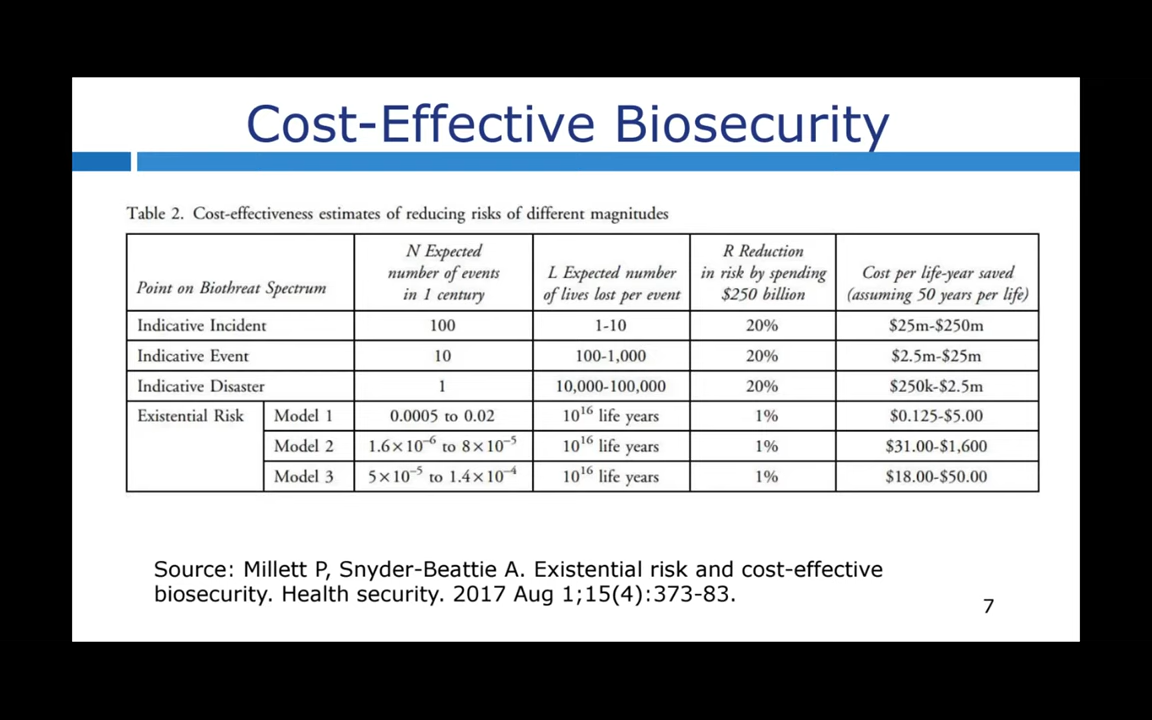 Cost-Effective Biosecurity
Table 2. Cost-effectiveness estimates of reducing risks of different magnitudes
Point on Biothreat Spectrum
N Expected
number of events
in 1 century
L Expected number
of lives lost per event
R Reduction
in risk by spending
$250 billion
Cost per life-year saved
(assuming 50 years per life)
Indicative Incident 100 1-10 20% $25m-$250m
Indicative Event 10 100-1,000 20% $2.5m-$25m
Indicative Disaster 1 10,000-100,000 20% $250k-$2.5m
Existential Risk Model 1 0.0005 to 0.02 10¹⁶ life years 1% $0.125-$5.00
Model 2 1.6×10⁻⁶ to 8×10⁻⁵ 10¹⁶ life years 1% $31.00-$1,600
Model 3 5×10⁻⁵ to 1.4×10⁻⁴ 10¹⁶ life years 1% $18.00-$50.00
Source: Millett P, Snyder-Beattie A. Existential risk and cost-effective
biosecurity. Health security. 2017 Aug 1;15(4):373-83.
7